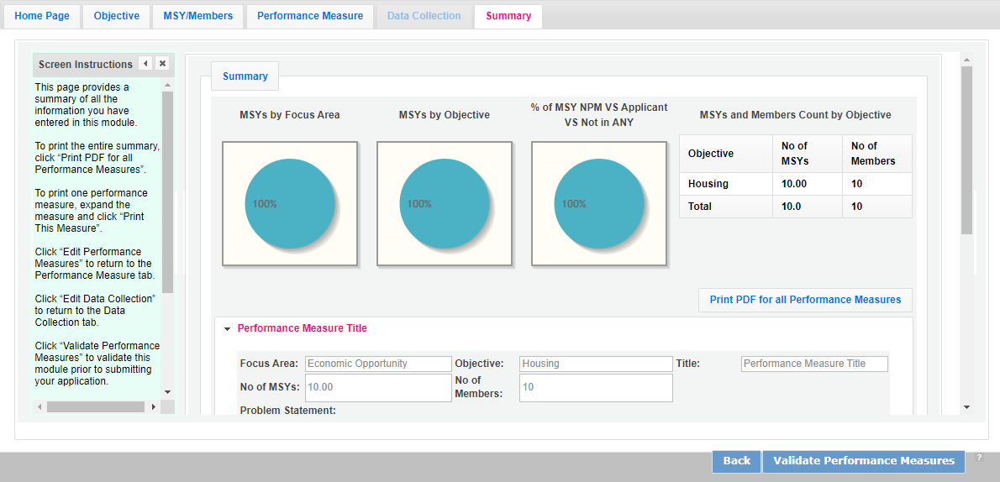 Home Page
Objective
MSY/Members
Performance Measure
Data Collection
Summary
Screen Instructions
This page provides a
summary of all the
information you have
entered in this module.
To print the entire summary,
click “Print PDF for all
Performance Measures”.
To print one performance
measure, expand the
measure and click “Print
This Measure”.
Click “Edit Performance
Measures” to return to the
Performance Measure tab.
Click “Edit Data Collection”
to return to the Data
Collection tab.
Click “Validate Performance
Measures” to validate this
module prior to submitting
your application.
Summary
MSYs by Focus Area
100%
MSYs by Objective
100%
% of MSY NPM VS Applicant
VS Not in ANY
100%
MSYs and Members Count by Objective
Objective No of MSYs No of Members
Housing 10.00 10
Total 10.0 10
Print PDF for all Performance Measures
Performance Measure Title
Focus Area: Economic Opportunity Objective: Housing Title: Performance Measure Title
No of MSYs: 10.00 No of Members: 10
Problem Statement:
Back
Validate Performance Measures
?